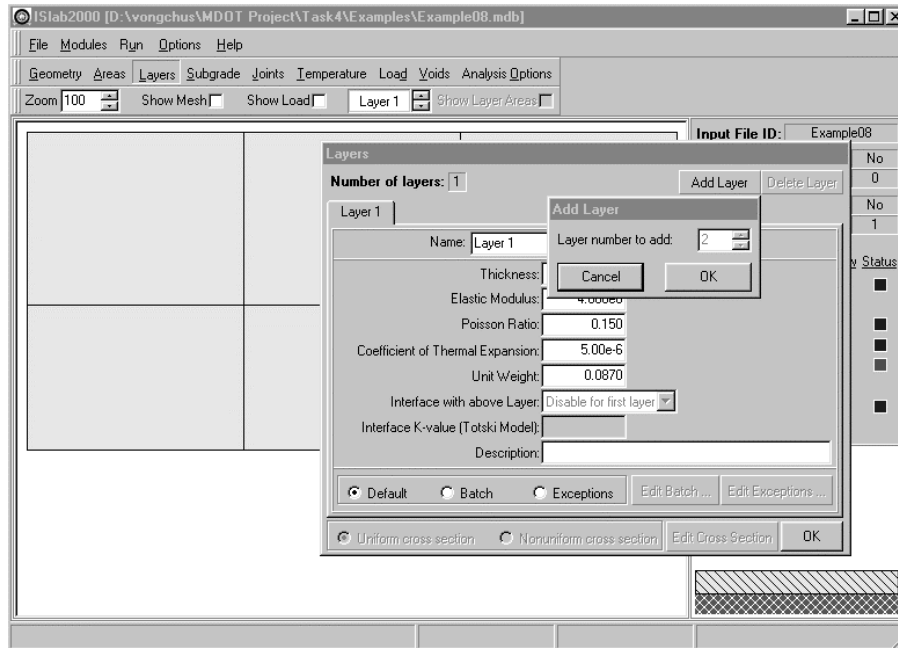 ISlab2000 [D:\vongchus\MDOT Project\Task4\Examples\Example08.mdb]
File Modules Run Options Help
Geometry Areas Layers Subgrade Joints Temperature Load Voids Analysis Options
Zoom 100 Show Mesh Show Load Layer 1 Show Layer Areas
Input File ID: Example08
No
0
No
1
Status
Layers
Number of layers: 1
Add Layer Delete Layer
Layer 1
Name: Layer 1
Add Layer
Layer number to add: 2
Cancel OK
Thickness:
Elastic Modulus: 4.000e6
Poisson Ratio: 0.150
Coefficient of Thermal Expansion: 5.00e-6
Unit Weight: 0.0870
Interface with above Layer: Disable for first layer
Interface K-value (Totski Model):
Description:
Default Batch Exceptions Edit Batch ... Edit Exceptions ...
Uniform cross section Nonuniform cross section Edit Cross Section OK